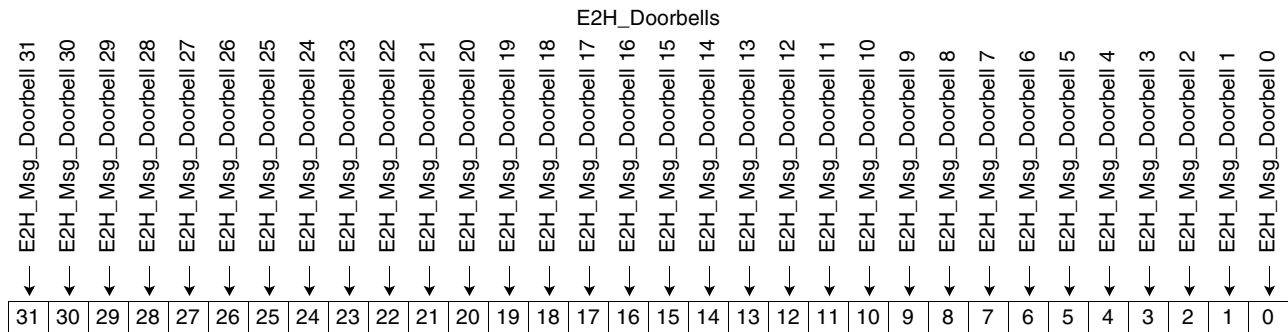 E2H_Doorbells
E2H_Msg_Doorbell 31
E2H_Msg_Doorbell 30
E2H_Msg_Doorbell 29
E2H_Msg_Doorbell 28
E2H_Msg_Doorbell 27
E2H_Msg_Doorbell 26
E2H_Msg_Doorbell 25
E2H_Msg_Doorbell 24
E2H_Msg_Doorbell 23
E2H_Msg_Doorbell 22
E2H_Msg_Doorbell 21
E2H_Msg_Doorbell 20
E2H_Msg_Doorbell 19
E2H_Msg_Doorbell 18
E2H_Msg_Doorbell 17
E2H_Msg_Doorbell 16
E2H_Msg_Doorbell 15
E2H_Msg_Doorbell 14
E2H_Msg_Doorbell 13
E2H_Msg_Doorbell 12
E2H_Msg_Doorbell 11
E2H_Msg_Doorbell 10
E2H_Msg_Doorbell 9
E2H_Msg_Doorbell 8
E2H_Msg_Doorbell 7
E2H_Msg_Doorbell 6
E2H_Msg_Doorbell 5
E2H_Msg_Doorbell 4
E2H_Msg_Doorbell 3
E2H_Msg_Doorbell 2
E2H_Msg_Doorbell 1
E2H_Msg_Doorbell 0
31 30 29 28 27 26 25 24 23 22 21 20 19 18 17 16 15 14 13 12 11 10 9 8 7 6 5 4 3 2 1 0